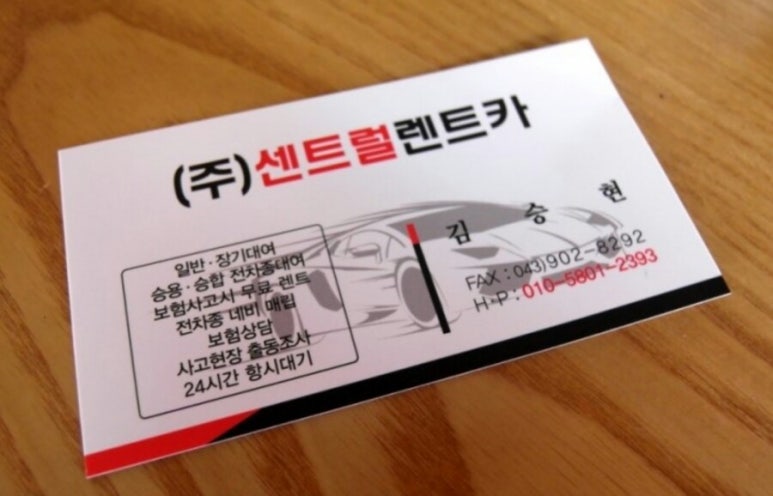 (주)센트럴렌트카
일반·장기대여
승용·승합 전차종대여
보험사고시 무료 렌트
전차종 네비 매립
보험상담
사고현장 출동조사
24시간 항시대기
김 승 현
FAX : 043)902-8292
H·P : 010-5801-2393